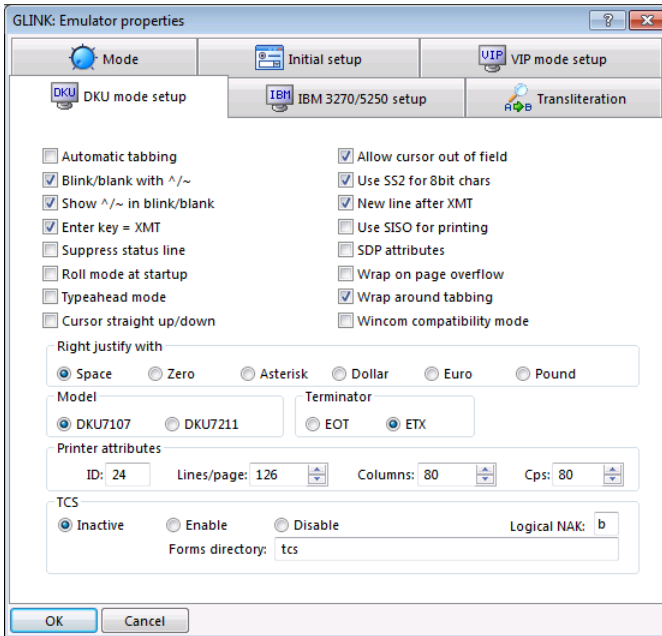 GLINK: Emulator properties
Mode
Initial setup
VIP VIP mode setup
DKU DKU mode setup
IBM IBM 3270/5250 setup
A B Transliteration
Automatic tabbing
Allow cursor out of field
Blink/blank with ^/~
Use SS2 for 8bit chars
Show ^/~ in blink/blank
New line after XMT
Enter key = XMT
Use SISO for printing
Suppress status line
SDP attributes
Roll mode at startup
Wrap on page overflow
Typeahead mode
Wrap around tabbing
Cursor straight up/down
Wincom compatibility mode
Right justify with
Space Zero Asterisk Dollar Euro Pound
Model
DKU7107 DKU7211
Terminator
EOT ETX
Printer attributes
ID: 24 Lines/page: 126 Columns: 80 Cps: 80
TCS
Inactive Enable Disable Logical NAK: b
Forms directory: tcs
OK Cancel